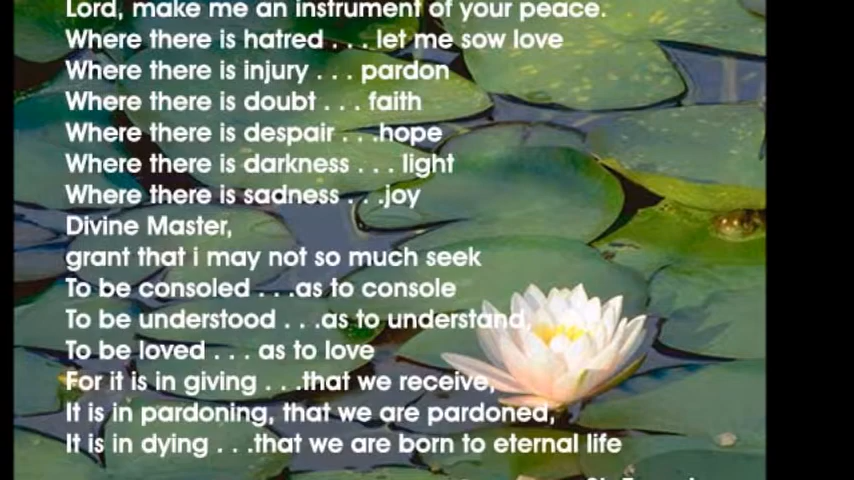 Lord, make me an instrument of your peace.
Where there is hatred . . . let me sow love
Where there is injury . . . pardon
Where there is doubt . . . faith
Where there is despair . . .hope
Where there is darkness . . . light
Where there is sadness . . .joy
Divine Master,
grant that i may not so much seek
To be consoled . . .as to console
To be understood . . .as to understand,
To be loved . . . as to love
For it is in giving . . .that we receive,
It is in pardoning, that we are pardoned,
It is in dying . . .that we are born to eternal life